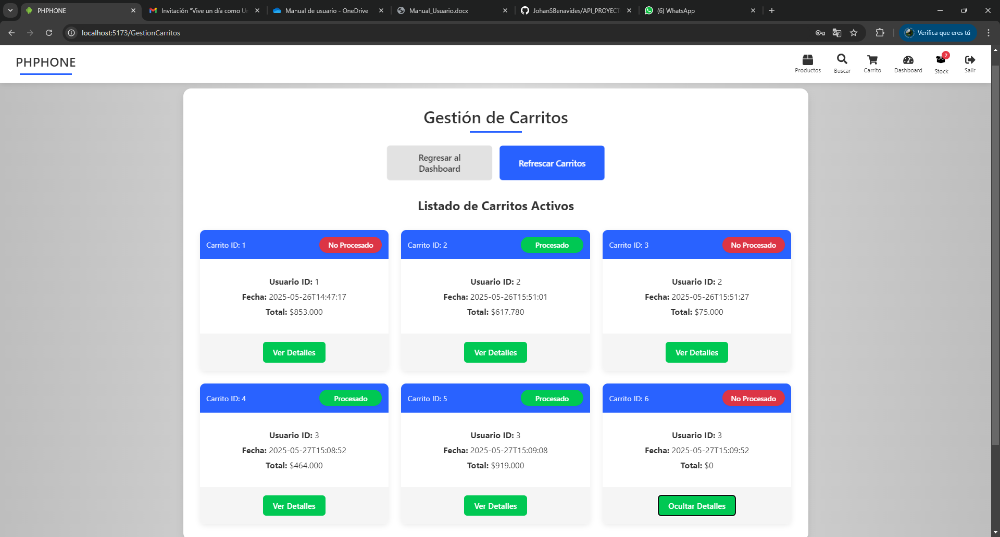 PHPHONE
Invitación "Vive un día como Un
Manual de usuario - OneDrive
Manual_Usuario.docx
JohanSBenavides/API_PROYECT
(6) WhatsApp
localhost:5173/GestionCarritos
Verifica que eres tú
PHPHONE
Productos
Buscar
Carrito
Dashboard
2
Stock
Salir
Gestión de Carritos
Regresar al
Dashboard
Refrescar Carritos
Listado de Carritos Activos
Carrito ID: 1
No Procesado
Usuario ID: 1
Fecha: 2025-05-26T14:47:17
Total: $853.000
Ver Detalles
Carrito ID: 2
Procesado
Usuario ID: 2
Fecha: 2025-05-26T15:51:01
Total: $617.780
Ver Detalles
Carrito ID: 3
No Procesado
Usuario ID: 2
Fecha: 2025-05-26T15:51:27
Total: $75.000
Ver Detalles
Carrito ID: 4
Procesado
Usuario ID: 3
Fecha: 2025-05-27T15:08:52
Total: $464.000
Ver Detalles
Carrito ID: 5
Procesado
Usuario ID: 3
Fecha: 2025-05-27T15:09:08
Total: $919.000
Ver Detalles
Carrito ID: 6
No Procesado
Usuario ID: 3
Fecha: 2025-05-27T15:09:52
Total: $0
Ocultar Detalles